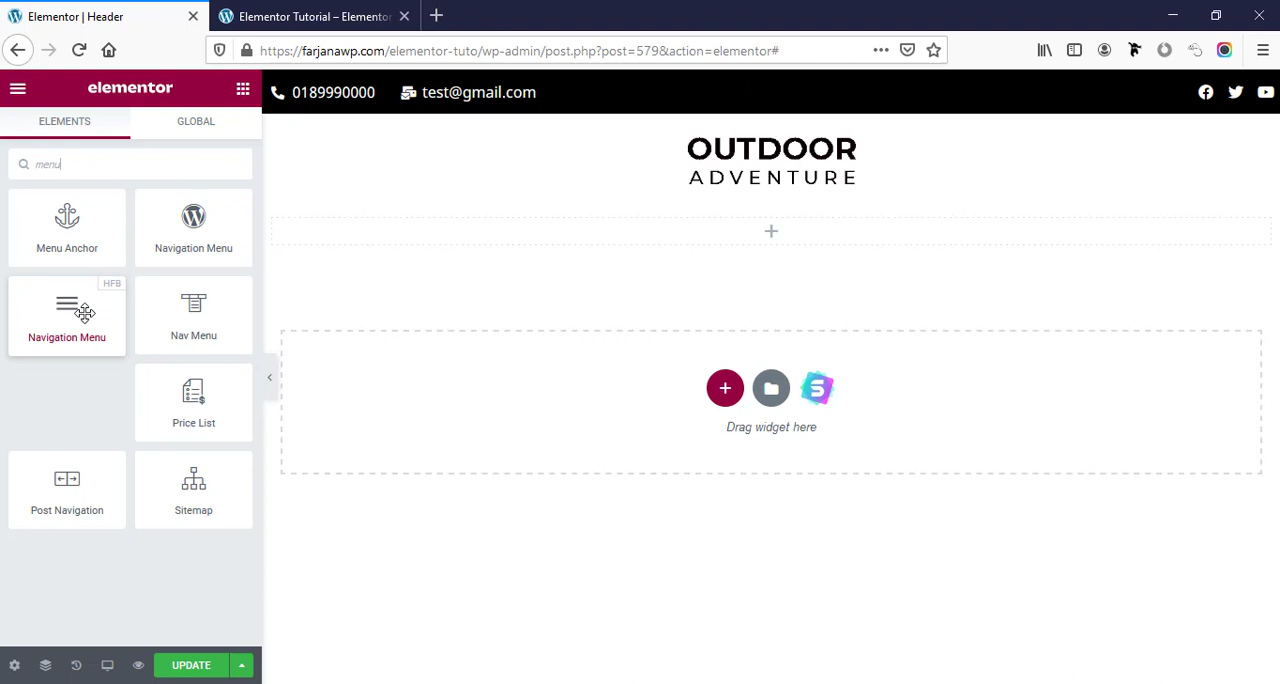 Elementor | Header
Elementor Tutorial – Elementor
https://farjanawp.com/elementor-tuto/wp-admin/post.php?post=579&action=elementor#
elementor
0189990000
test@gmail.com
ELEMENTS
GLOBAL
OUTDOOR
ADVENTURE
menu
Menu Anchor
Navigation Menu
HFB
Navigation Menu
Nav Menu
Price List
Drag widget here
Post Navigation
Sitemap
UPDATE